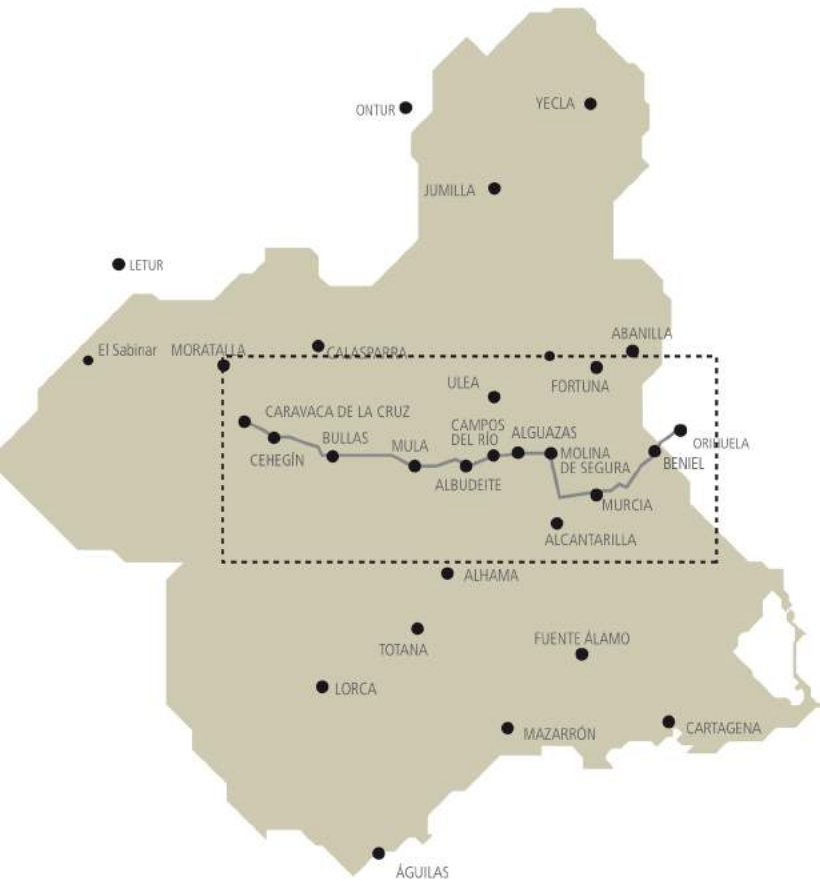 YECLA
ONTUR
JUMILLA
LETUR
ABANILLA
El Sabinar
MORATALLA
CALASPARRA
ULEA
FORTUNA
CARAVACA DE LA CRUZ
CAMPOS
DEL RÍO
ALGUAZAS
BULLAS
MULA
ORIHUELA
CEHEGÍN
MOLINA
DE SEGURA
BENIEL
ALBUDEITE
MURCIA
ALCANTARILLA
ALHAMA
FUENTE ÁLAMO
TOTANA
LORCA
CARTAGENA
MAZARRÓN
ÁGUILAS